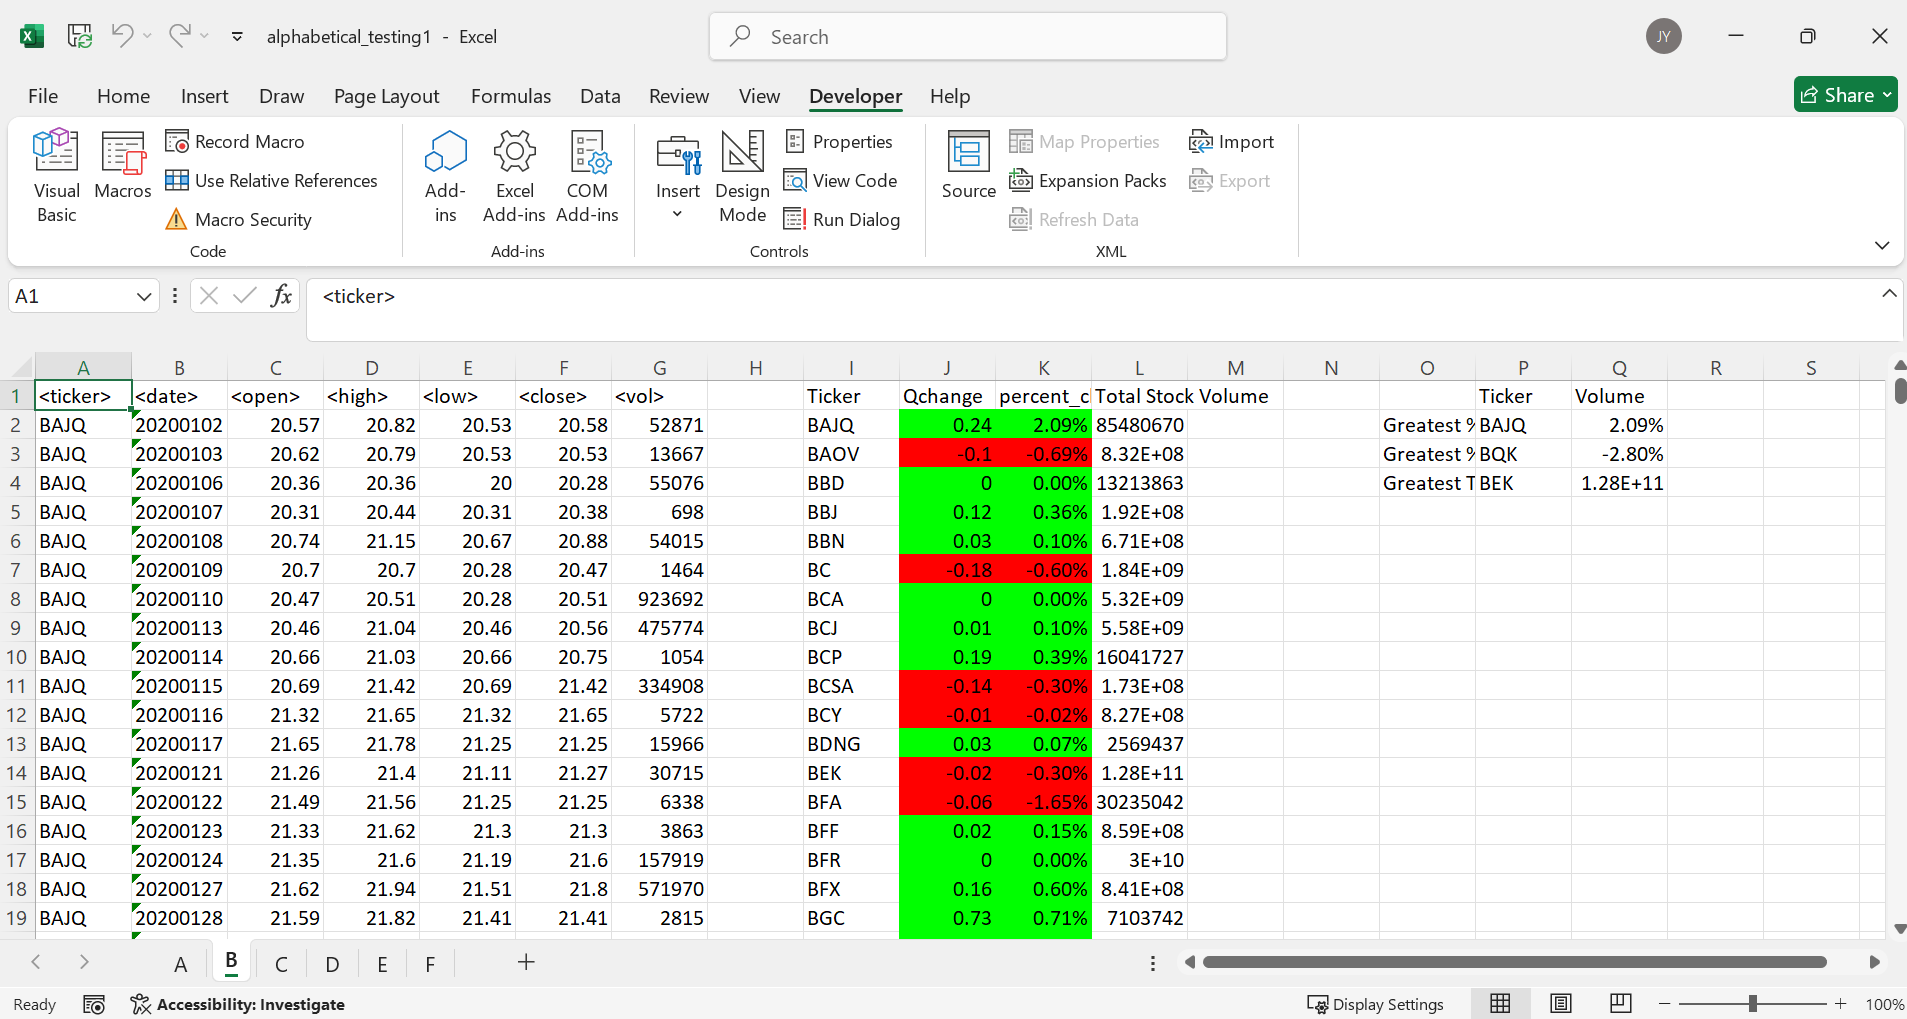 alphabetical_testing1 - Excel
Search
JY
File Home Insert Draw Page Layout Formulas Data Review View Developer Help
Share
Visual Basic
Macros
Record Macro
Use Relative References
Macro Security
Code
Add-ins
Excel Add-ins
COM Add-ins
Add-ins
Insert
Design Mode
Properties
View Code
Run Dialog
Controls
Source
Map Properties
Expansion Packs
Refresh Data
Import
Export
XML
A1 fx <ticker>
A B C D E F G H I J K L M N O P Q R S
1 <ticker> <date> <open> <high> <low> <close> <vol> Ticker Qchange percent_c Total Stock Volume Ticker Volume
2 BAJQ 20200102 20.57 20.82 20.53 20.58 52871 BAJQ 0.24 2.09% 85480670 Greatest % BAJQ 2.09%
3 BAJQ 20200103 20.62 20.79 20.53 20.53 13667 BAOV -0.1 -0.69% 8.32E+08 Greatest % BQK -2.80%
4 BAJQ 20200106 20.36 20.36 20 20.28 55076 BBD 0 0.00% 13213863 Greatest T BEK 1.28E+11
5 BAJQ 20200107 20.31 20.44 20.31 20.38 698 BBJ 0.12 0.36% 1.92E+08
6 BAJQ 20200108 20.74 21.15 20.67 20.88 54015 BBN 0.03 0.10% 6.71E+08
7 BAJQ 20200109 20.7 20.7 20.28 20.47 1464 BC -0.18 -0.60% 1.84E+09
8 BAJQ 20200110 20.47 20.51 20.28 20.51 923692 BCA 0 0.00% 5.32E+09
9 BAJQ 20200113 20.46 21.04 20.46 20.56 475774 BCJ 0.01 0.10% 5.58E+09
10 BAJQ 20200114 20.66 21.03 20.66 20.75 1054 BCP 0.19 0.39% 16041727
11 BAJQ 20200115 20.69 21.42 20.69 21.42 334908 BCSA -0.14 -0.30% 1.73E+08
12 BAJQ 20200116 21.32 21.65 21.32 21.65 5722 BCY -0.01 -0.02% 8.27E+08
13 BAJQ 20200117 21.65 21.78 21.25 21.25 15966 BDNG 0.03 0.07% 2569437
14 BAJQ 20200121 21.26 21.4 21.11 21.27 30715 BEK -0.02 -0.30% 1.28E+11
15 BAJQ 20200122 21.49 21.56 21.25 21.25 6338 BFA -0.06 -1.65% 30235042
16 BAJQ 20200123 21.33 21.62 21.3 21.3 3863 BFF 0.02 0.15% 8.59E+08
17 BAJQ 20200124 21.35 21.6 21.19 21.6 157919 BFR 0 0.00% 3E+10
18 BAJQ 20200127 21.62 21.94 21.51 21.8 571970 BFX 0.16 0.60% 8.41E+08
19 BAJQ 20200128 21.59 21.82 21.41 21.41 2815 BGC 0.73 0.71% 7103742
A B C D E F
Ready Accessibility: Investigate Display Settings 100%